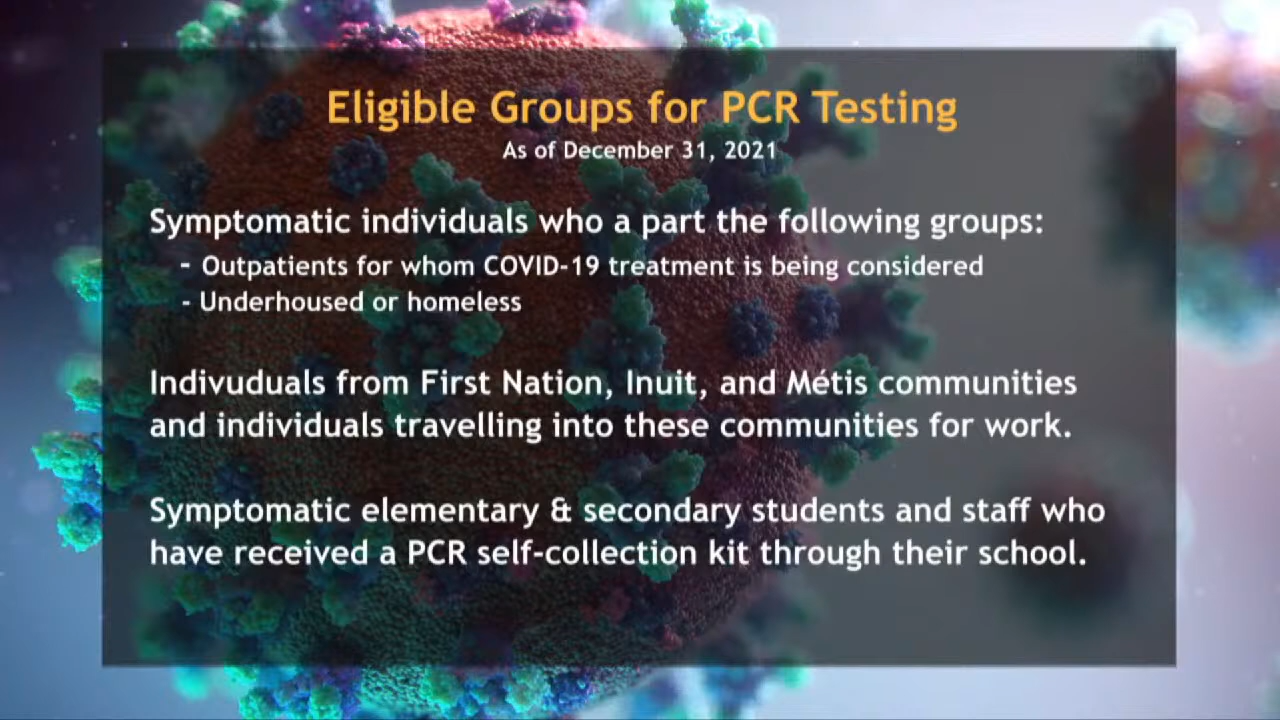 Eligible Groups for PCR Testing
As of December 31, 2021
Symptomatic individuals who a part the following groups:
- Outpatients for whom COVID-19 treatment is being considered
- Underhoused or homeless
Indivuduals from First Nation, Inuit, and Métis communities
and individuals travelling into these communities for work.
Symptomatic elementary & secondary students and staff who
have received a PCR self-collection kit through their school.